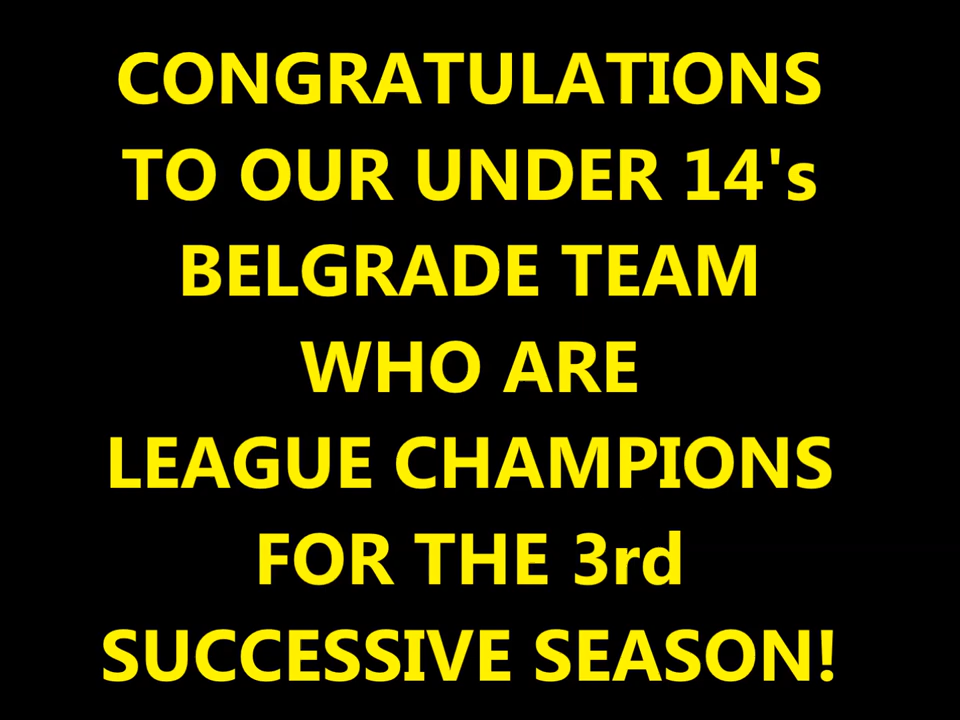 CONGRATULATIONS
TO OUR UNDER 14's
BELGRADE TEAM
WHO ARE
LEAGUE CHAMPIONS
FOR THE 3rd
SUCCESSIVE SEASON!